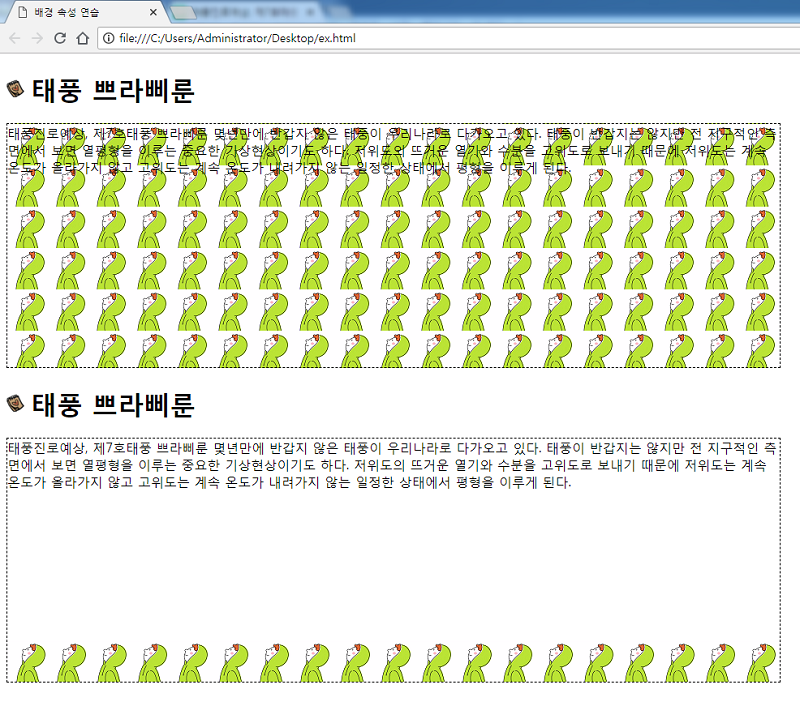 배경 속성 연습
file:///C:/Users/Administrator/Desktop/ex.html
태풍 쁘라삐룬
태풍진로예상, 제7호태풍 쁘라삐룬 몇년만에 반갑지 않은 태풍이 우리나라로 다가오고 있다. 태풍이 반갑지는 않지만 전 지구적인 측
면에서 보면 열평형을 이루는 중요한 기상현상이기도 하다. 저위도의 뜨거운 열기와 수분을 고위도로 보내기 때문에 저위도는 계속
온도가 올라가지 않고 고위도는 계속 온도가 내려가지 않는 일정한 상태에서 평형을 이루게 된다.
태풍 쁘라삐룬
태풍진로예상, 제7호태풍 쁘라삐룬 몇년만에 반갑지 않은 태풍이 우리나라로 다가오고 있다. 태풍이 반갑지는 않지만 전 지구적인 측
면에서 보면 열평형을 이루는 중요한 기상현상이기도 하다. 저위도의 뜨거운 열기와 수분을 고위도로 보내기 때문에 저위도는 계속
온도가 올라가지 않고 고위도는 계속 온도가 내려가지 않는 일정한 상태에서 평형을 이루게 된다.